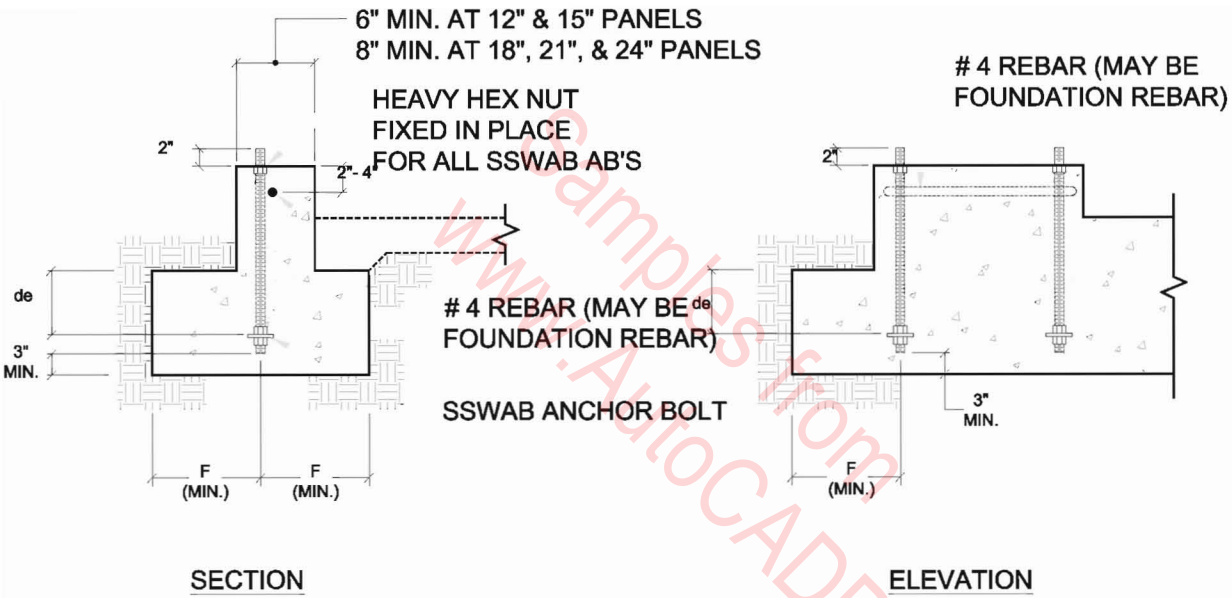 6" MIN. AT 12" & 15" PANELS
8" MIN. AT 18", 21", & 24" PANELS
HEAVY HEX NUT
FIXED IN PLACE
FOR ALL SSWAB AB'S
2"
2"- 4"
de
3"
MIN.
# 4 REBAR (MAY BE
FOUNDATION REBAR)
SSWAB ANCHOR BOLT
F
(MIN.)
F
(MIN.)
SECTION
# 4 REBAR (MAY BE
FOUNDATION REBAR)
2"
de
3"
MIN.
F
(MIN.)
ELEVATION
Samples from
www.AutoCAD